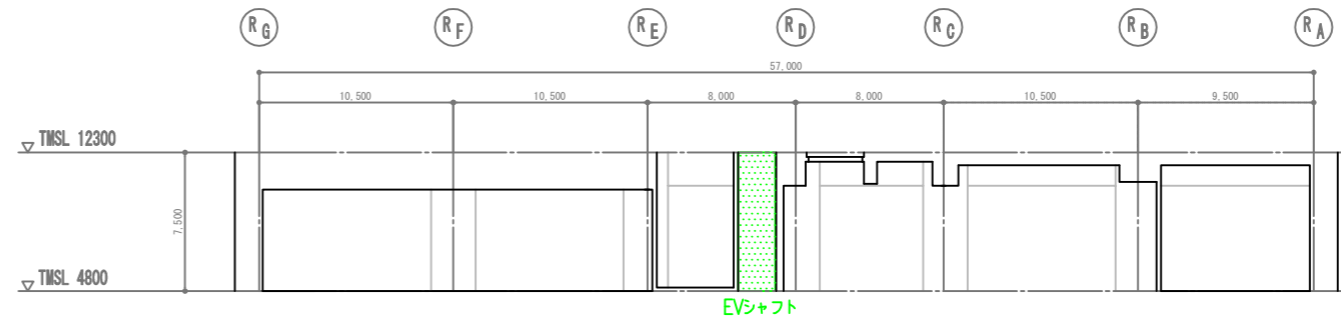 RG RF RE RD RC RB RA
57,000
10,500 10,500 8,000 8,000 10,500 9,500
TMSL 12300
7,500
TMSL 4800
EVシャフト